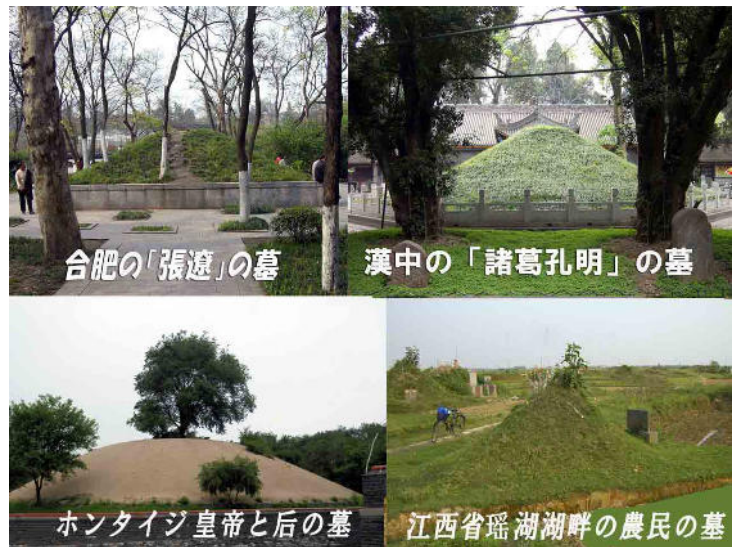 合肥の「張遼」の墓
漢中の「諸葛孔明」の墓
ホンタイジ皇帝と后の墓
江西省瑶湖湖畔の農民の墓